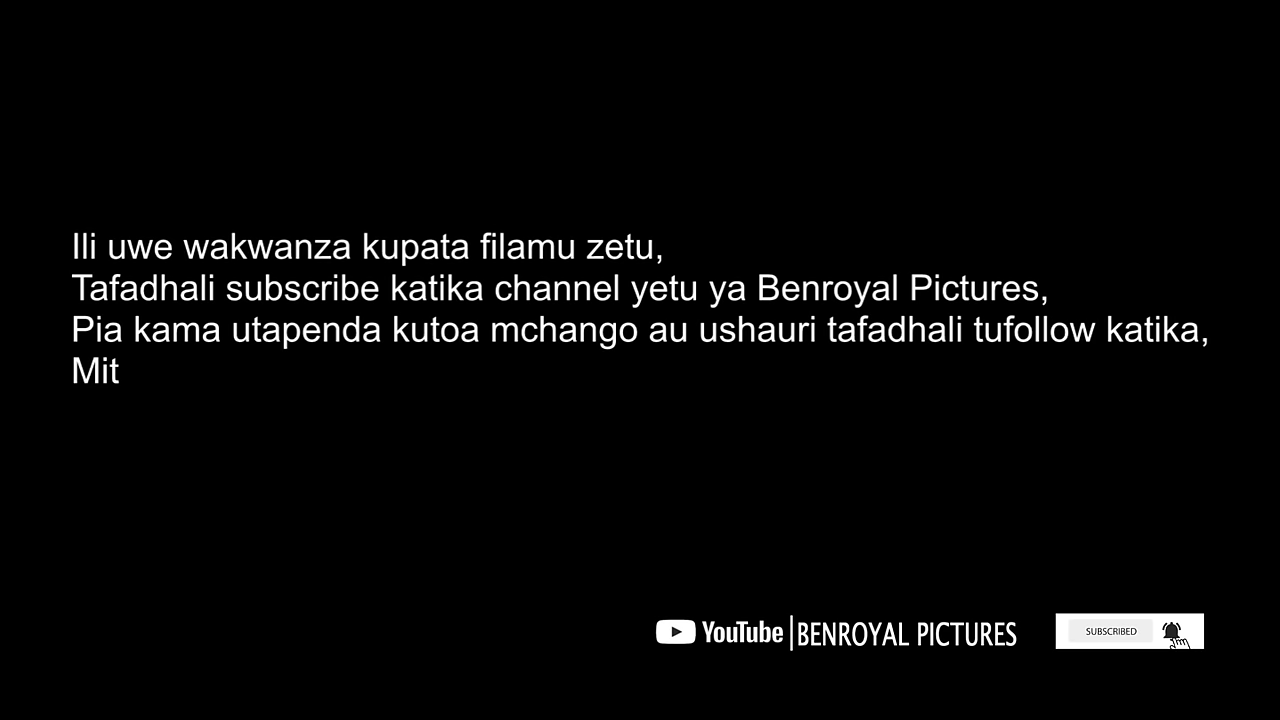 Ili uwe wakwanza kupata filamu zetu,
Tafadhali subscribe katika channel yetu ya Benroyal Pictures,
Pia kama utapenda kutoa mchango au ushauri tafadhali tufollow katika,
Mit
YouTube | BENROYAL PICTURES
SUBSCRIBED